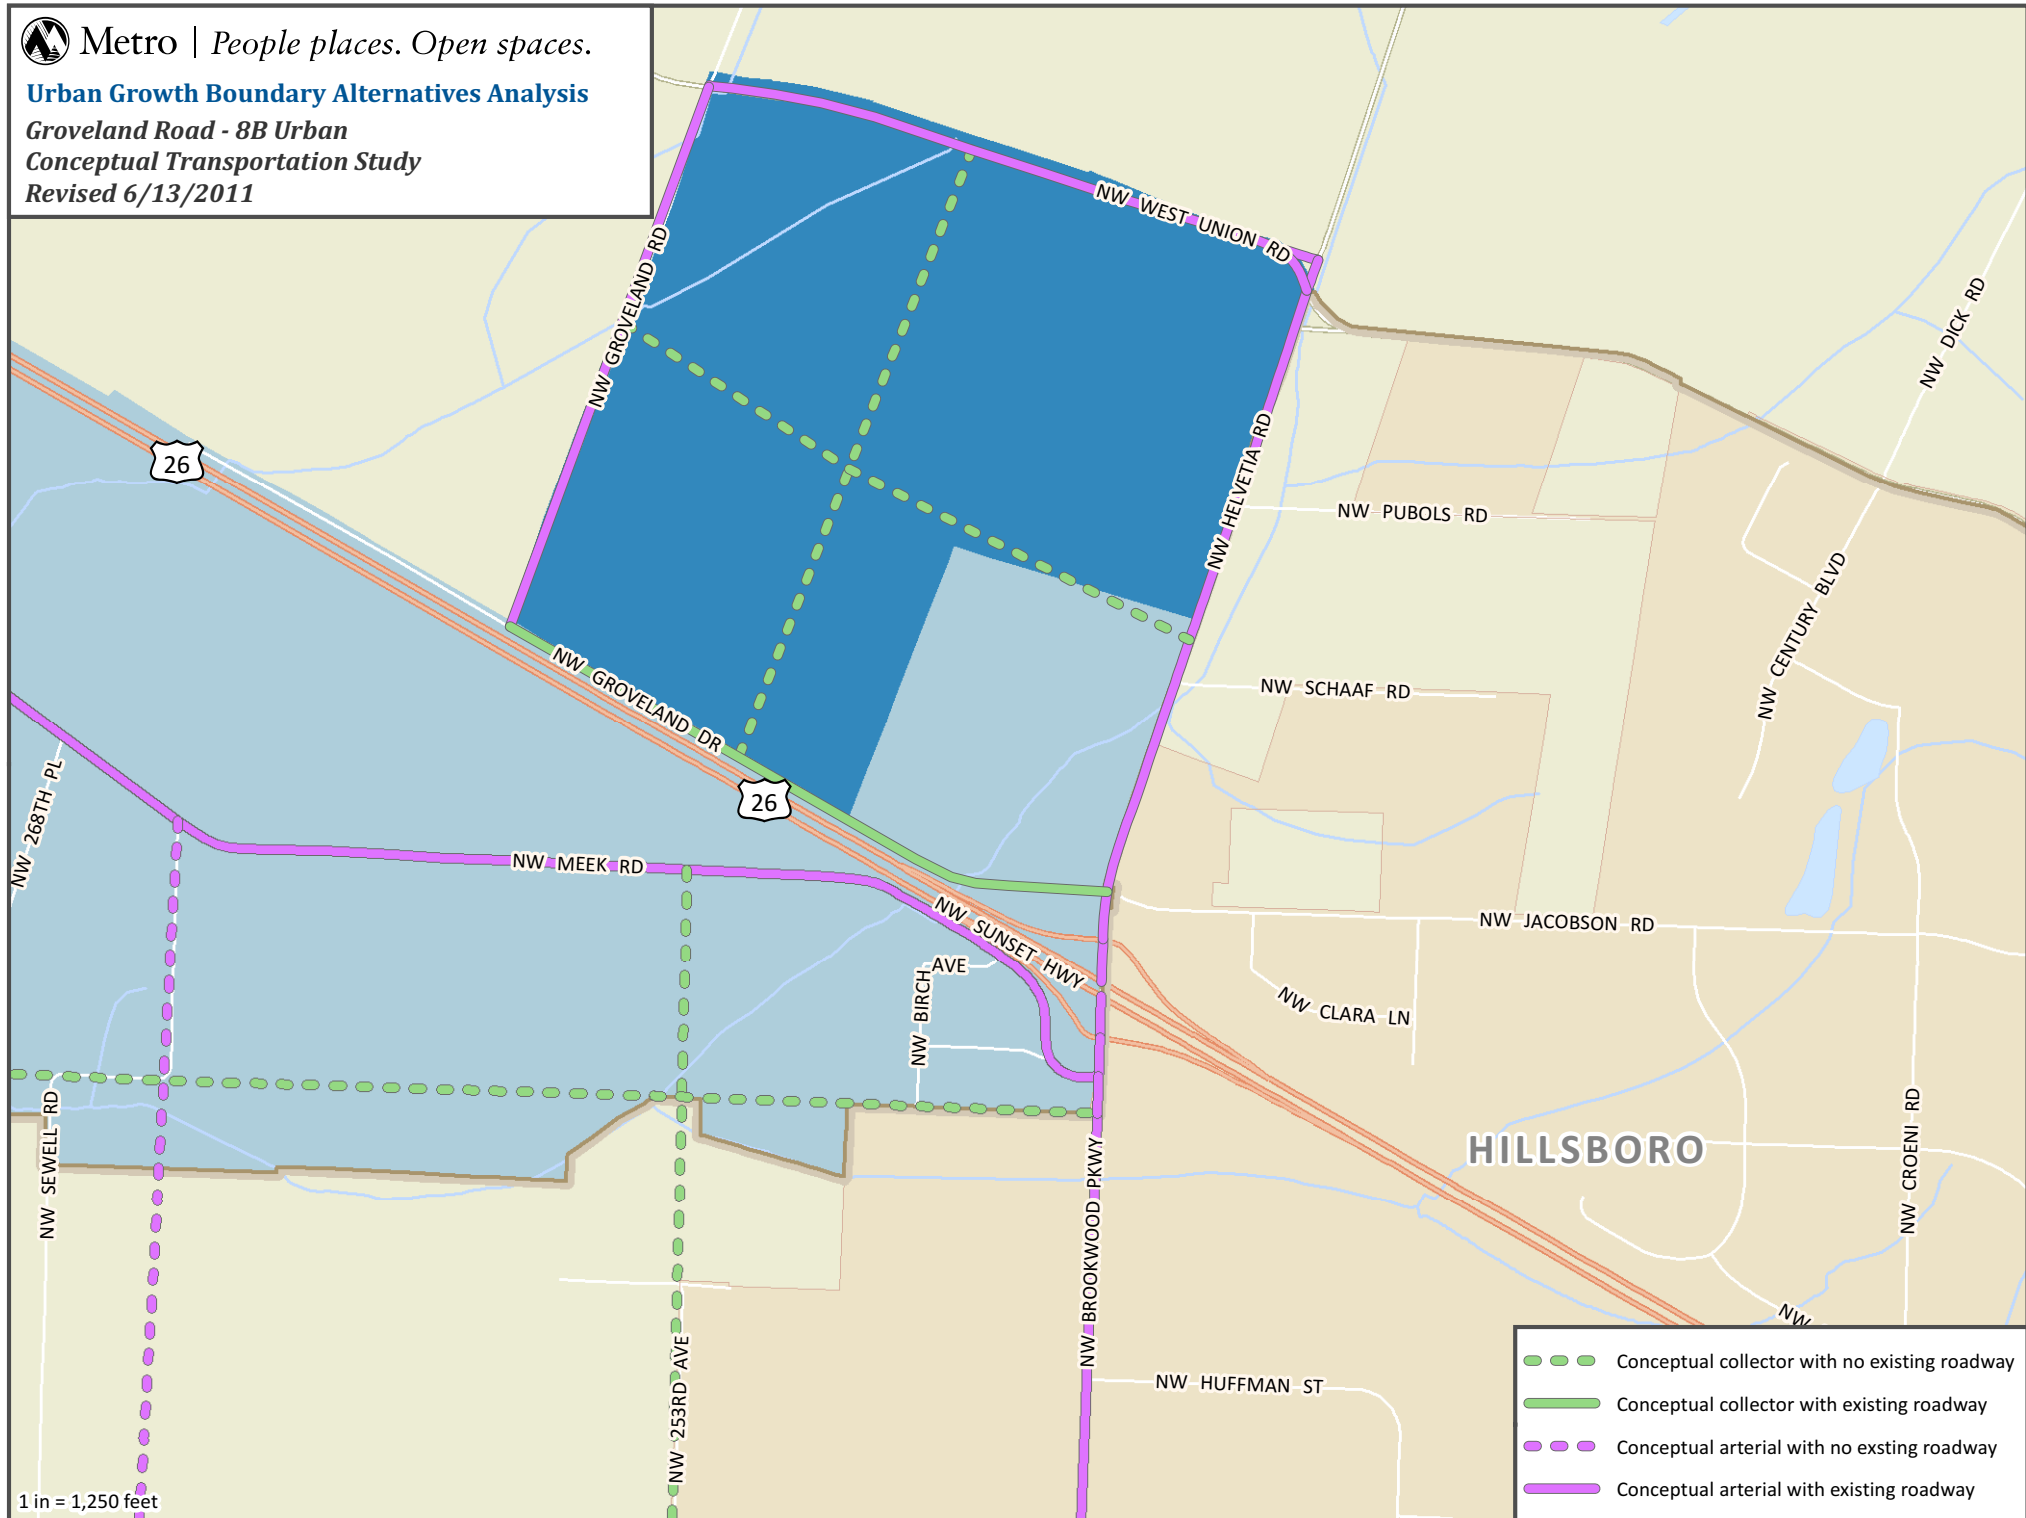 Metro | People places. Open spaces.
Urban Growth Boundary Alternatives Analysis
Groveland Road - 8B Urban
Conceptual Transportation Study
Revised 6/13/2011
NW WEST UNION RD
NW GROVELAND RD
NW DICK RD
26
NW HELVETIA RD
NW PUBOLS RD
NW CENTURY BLVD
NW GROVELAND DR
NW SCHAAF RD
NW 268TH PL
26
NW MEEK RD
NW SUNSET HWY
NW JACOBSON RD
NW BIRCH AVE
NW CLARA LN
NW SEWELL RD
HILLSBORO
NW CROENI RD
NW BROOKWOOD PKWY
NW
NW 253RD AVE
NW HUFFMAN ST
Conceptual collector with no existing roadway
Conceptual collector with existing roadway
Conceptual arterial with no exsting roadway
Conceptual arterial with existing roadway
1 in = 1,250 feet